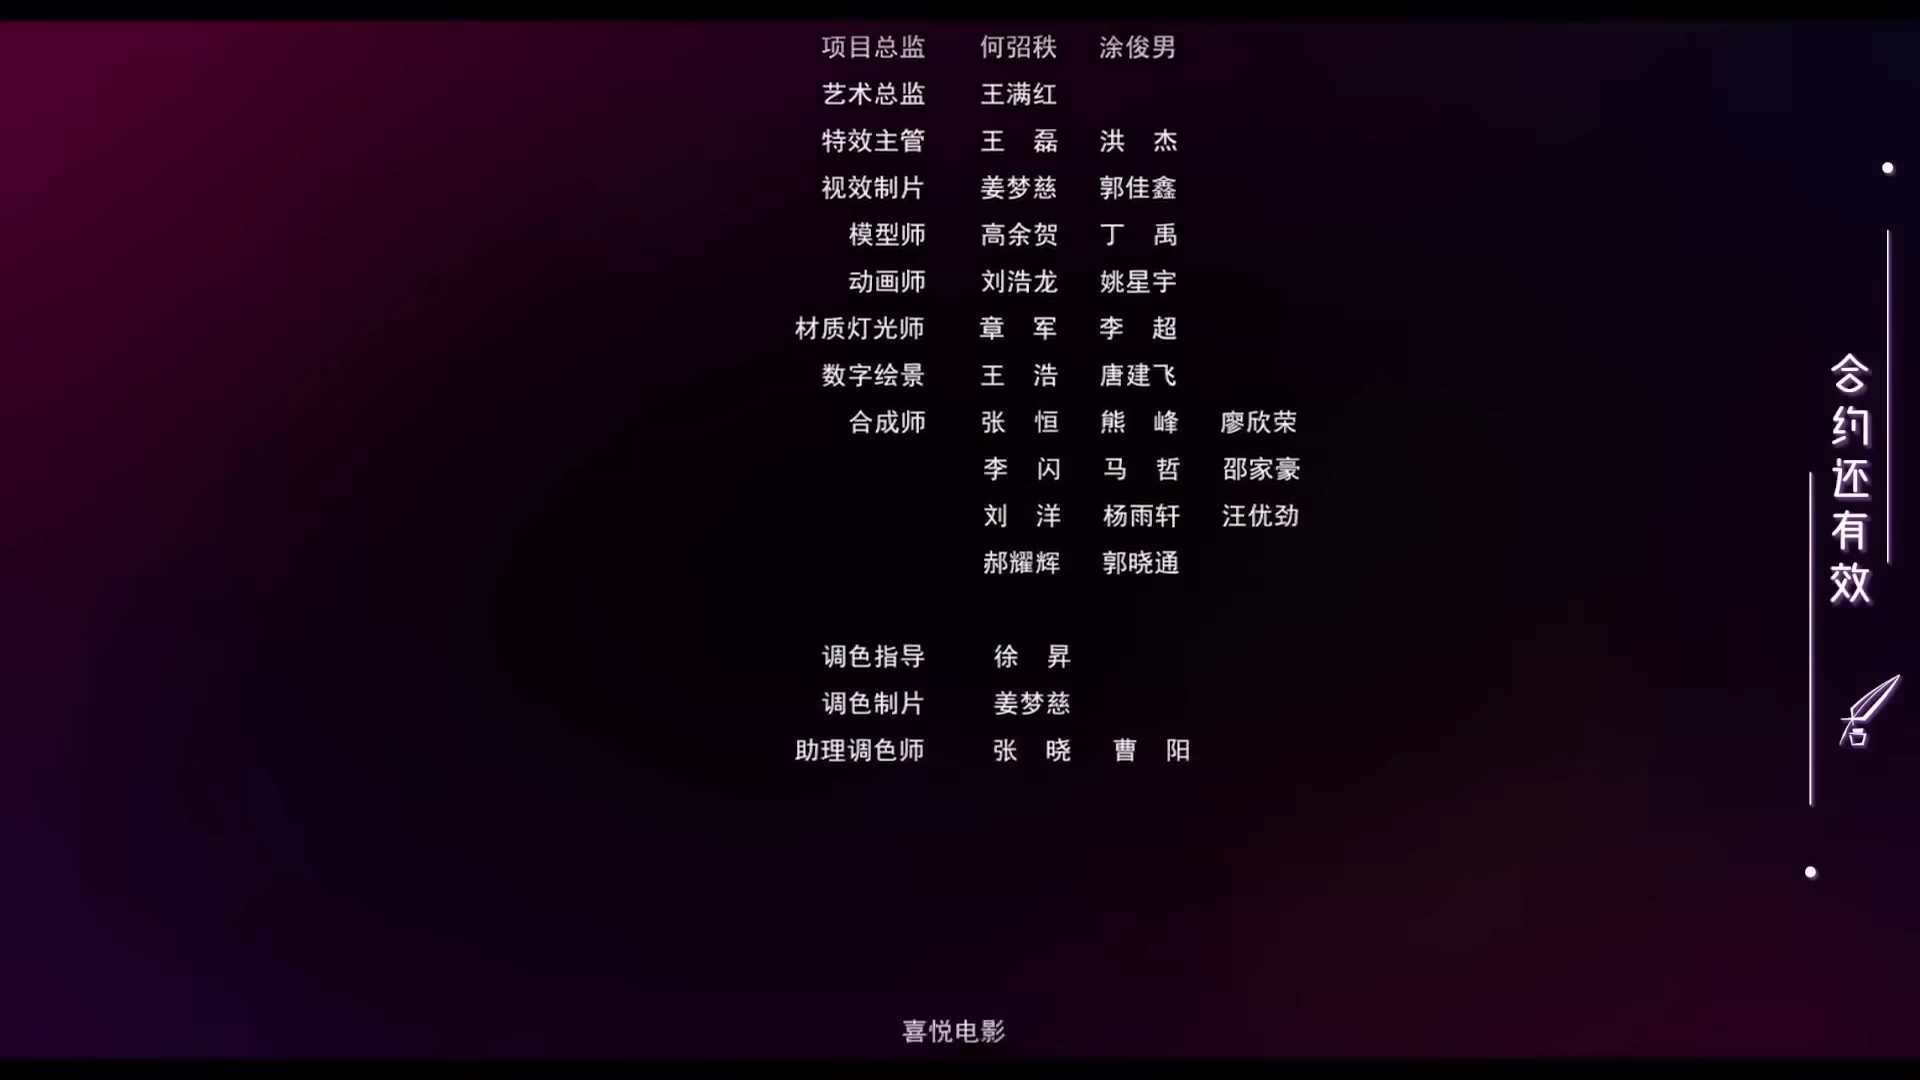 项目总监 何弨秩 涂俊男
艺术总监 王满红
特效主管 王 磊 洪 杰
视效制片 姜梦慈 郭佳鑫
模型师 高余贺 丁 禹
动画师 刘浩龙 姚星宇
材质灯光师 章 军 李 超
数字绘景 王 浩 唐建飞
合成师 张 恒 熊 峰 廖欣荣
李 闪 马 哲 邵家豪
刘 洋 杨雨轩 汪优劲
郝耀辉 郭晓通
调色指导 徐 昇
调色制片 姜梦慈
助理调色师 张 晓 曹 阳
喜悦电影
合约还有效